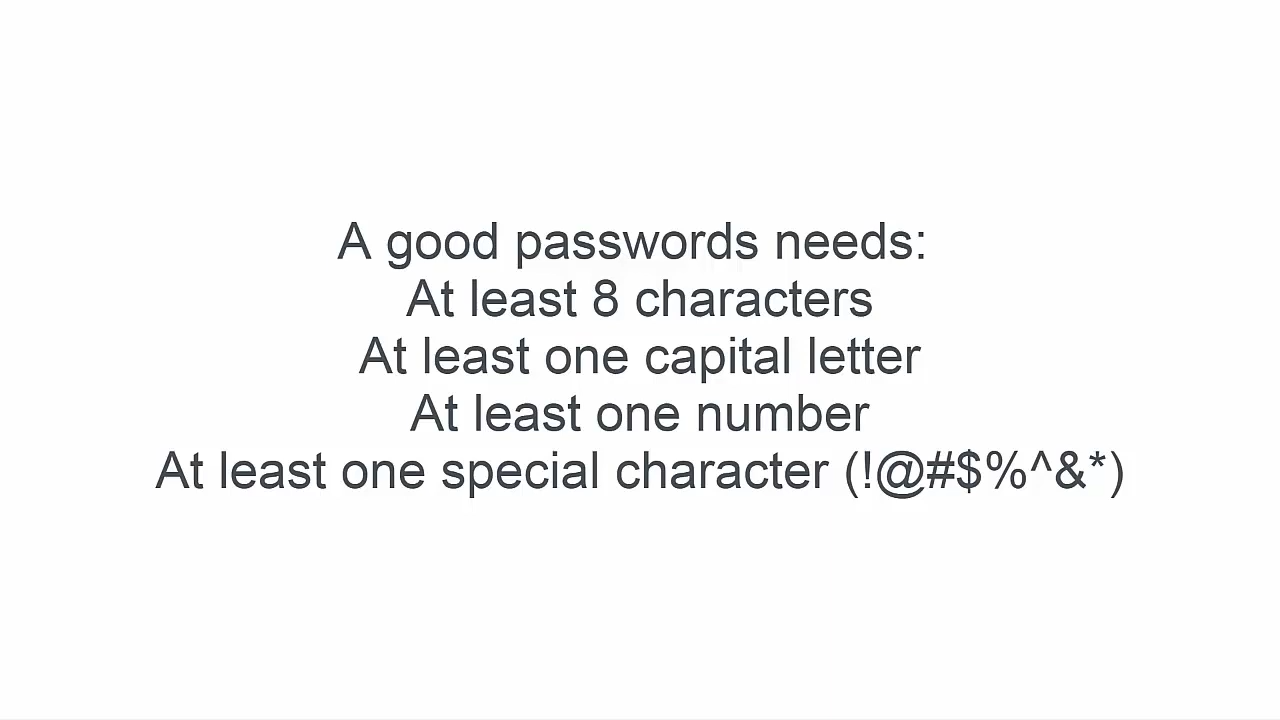 A good passwords needs:
At least 8 characters
At least one capital letter
At least one number
At least one special character (!@#$%^&*)